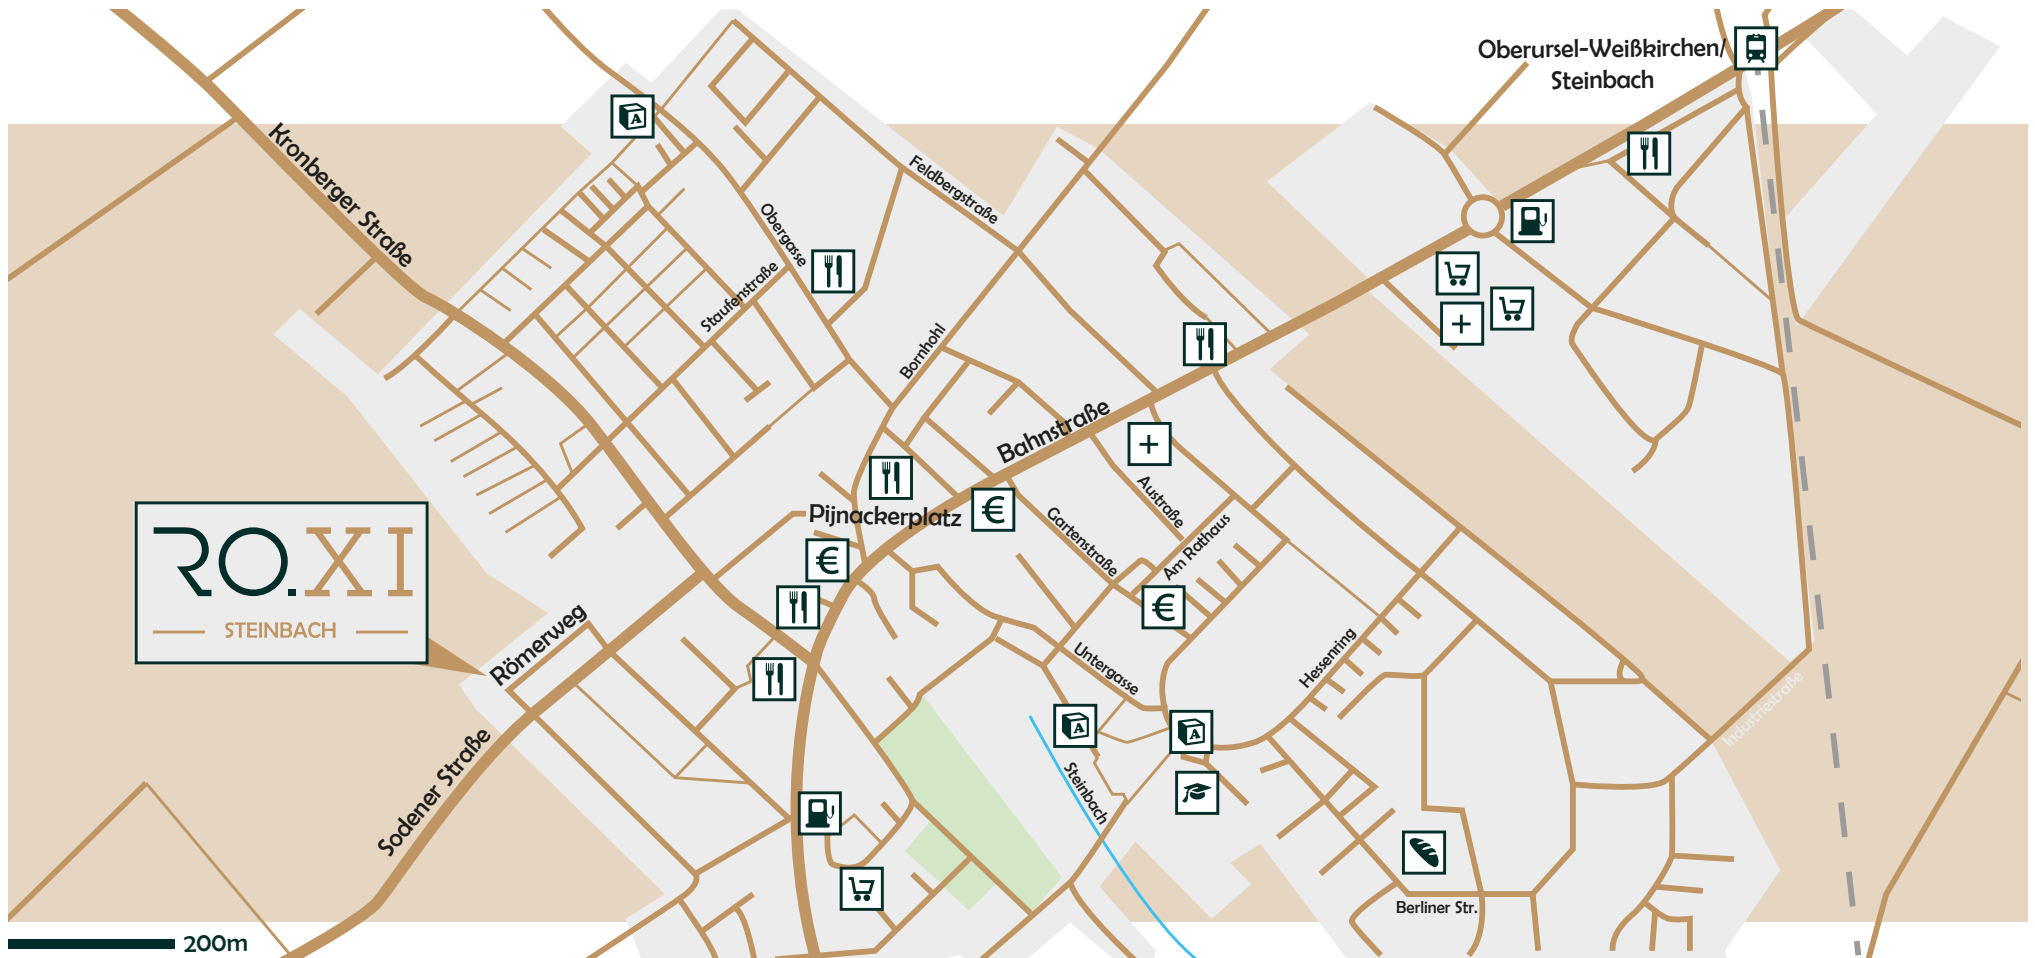 Oberursel-Weißkirchen/
Steinbach
Kronberger Straße
Feldbergstraße
Obergasse
Staufenstraße
Bornhohl
Bahnstraße
Pijnackerplatz
Austraße
Gartenstraße
Am Rathaus
RO.XI
STEINBACH
Römerweg
Untergasse
Hessenring
Industriestraße
Sodener Straße
Steinbach
Berliner Str.
200m
A
A
A
€
€
€